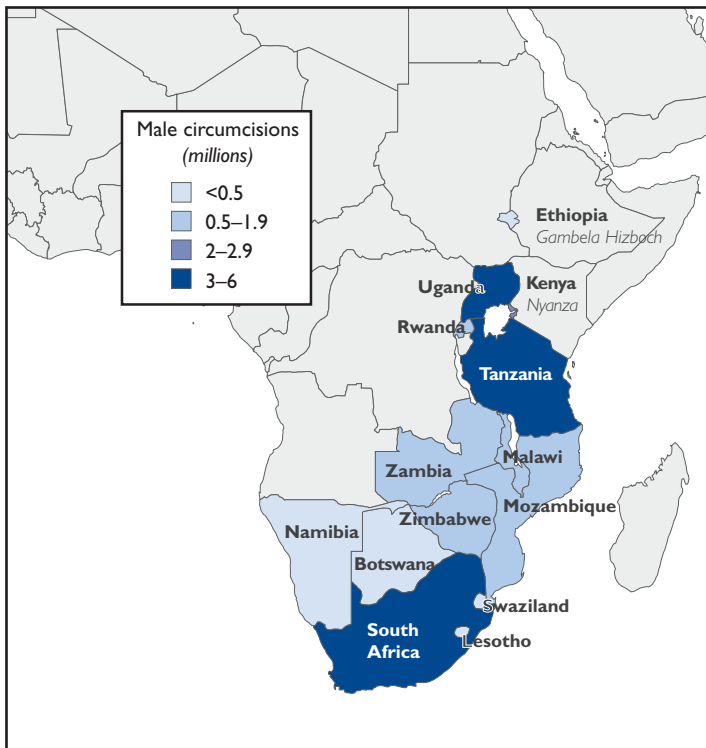 Male circumcisions
(millions)
<0.5
0.5–1.9
2–2.9
3–6
Ethiopia
Gambela Hizboch
Uganda
Kenya
Nyanza
Rwanda
Tanzania
Malawi
Zambia
Mozambique
Zimbabwe
Namibia
Botswana
Swaziland
South
Africa
Lesotho